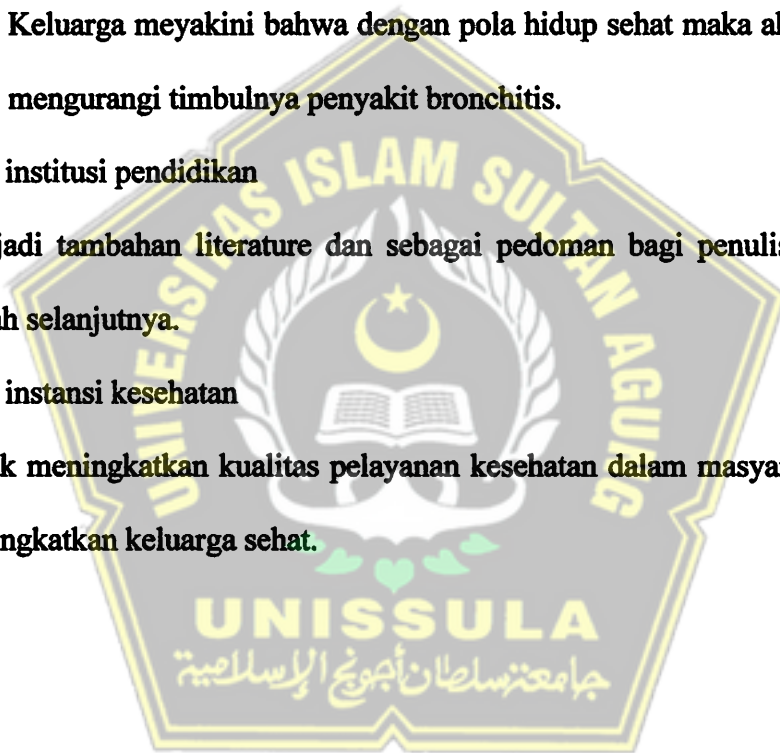 Keluarga meyakini bahwa dengan pola hidup sehat maka
mengurangi timbulnya penyakit bronchitis.
institusi pendidikan
jadi tambahan literature dan sebagai pedoman bagi penulis
ah selanjutnya.
instansi kesehatan
k meningkatkan kualitas pelayanan kesehatan dalam masya
ngkatkan keluarga sehat.
UNIVERSITAS ISLAM SULTAN AGUNG
UNISSULA
جامعة سلطان أجونج الإسلامية